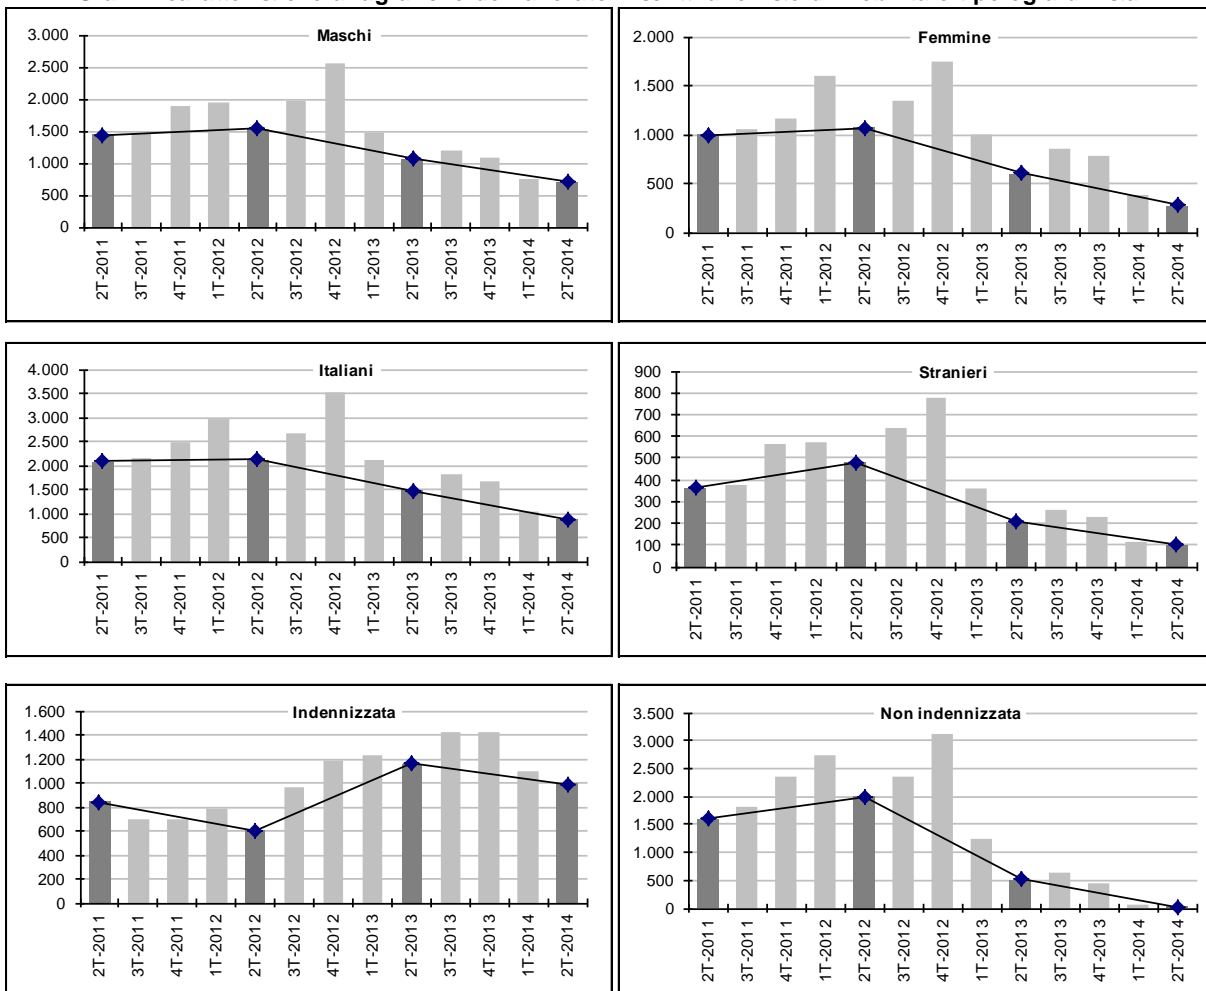 Maschi
3.000
2.500
2.000
1.500
1.000
500
0
2T-2011
3T-2011
4T-2011
1T-2012
2T-2012
3T-2012
4T-2012
1T-2013
2T-2013
3T-2013
4T-2013
1T-2014
2T-2014
Femmine
2.000
1.500
1.000
500
0
2T-2011
3T-2011
4T-2011
1T-2012
2T-2012
3T-2012
4T-2012
1T-2013
2T-2013
3T-2013
4T-2013
1T-2014
2T-2014
Italiani
4.000
3.500
3.000
2.500
2.000
1.500
1.000
500
0
2T-2011
3T-2011
4T-2011
1T-2012
2T-2012
3T-2012
4T-2012
1T-2013
2T-2013
3T-2013
4T-2013
1T-2014
2T-2014
Stranieri
900
800
700
600
500
400
300
200
100
0
2T-2011
3T-2011
4T-2011
1T-2012
2T-2012
3T-2012
4T-2012
1T-2013
2T-2013
3T-2013
4T-2013
1T-2014
2T-2014
Indennizzata
1.600
1.400
1.200
1.000
800
600
400
200
0
2T-2011
3T-2011
4T-2011
1T-2012
2T-2012
3T-2012
4T-2012
1T-2013
2T-2013
3T-2013
4T-2013
1T-2014
2T-2014
Non indennizzata
3.500
3.000
2.500
2.000
1.500
1.000
500
0
2T-2011
3T-2011
4T-2011
1T-2012
2T-2012
3T-2012
4T-2012
1T-2013
2T-2013
3T-2013
4T-2013
1T-2014
2T-2014